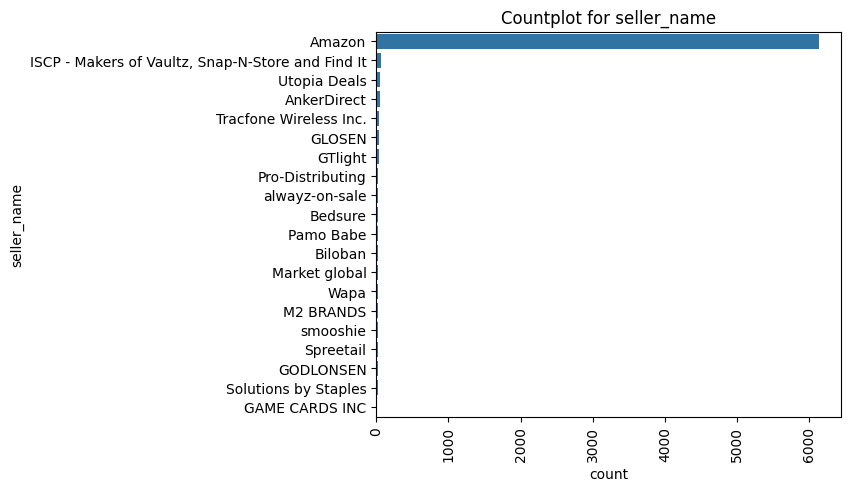 Countplot for seller_name
Amazon
ISCP - Makers of Vaultz, Snap-N-Store and Find It
Utopia Deals
AnkerDirect
Tracfone Wireless Inc.
GLOSEN
GTlight
Pro-Distributing
alwayz-on-sale
Bedsure
Pamo Babe
Biloban
Market global
Wapa
M2 BRANDS
smooshie
Spreetail
GODLONSEN
Solutions by Staples
GAME CARDS INC
seller_name
0 1000 2000 3000 4000 5000 6000
count